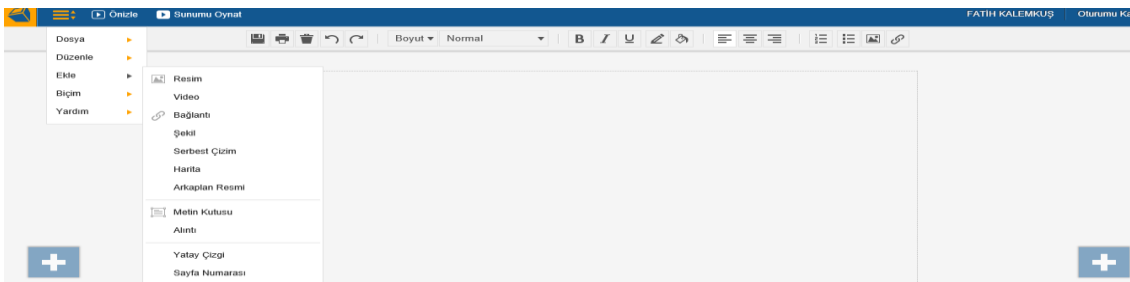 Önizle Sunumu Oynat FATİH KALEMKUŞ Oturumu Ka
Dosya Boyut Normal B I U
Düzenle
Ekle
Biçim
Yardım
Resim
Video
Bağlantı
Şekil
Serbest Çizim
Harita
Arkaplan Resmi
Metin Kutusu
Alıntı
Yatay Çizgi
Sayfa Numarası